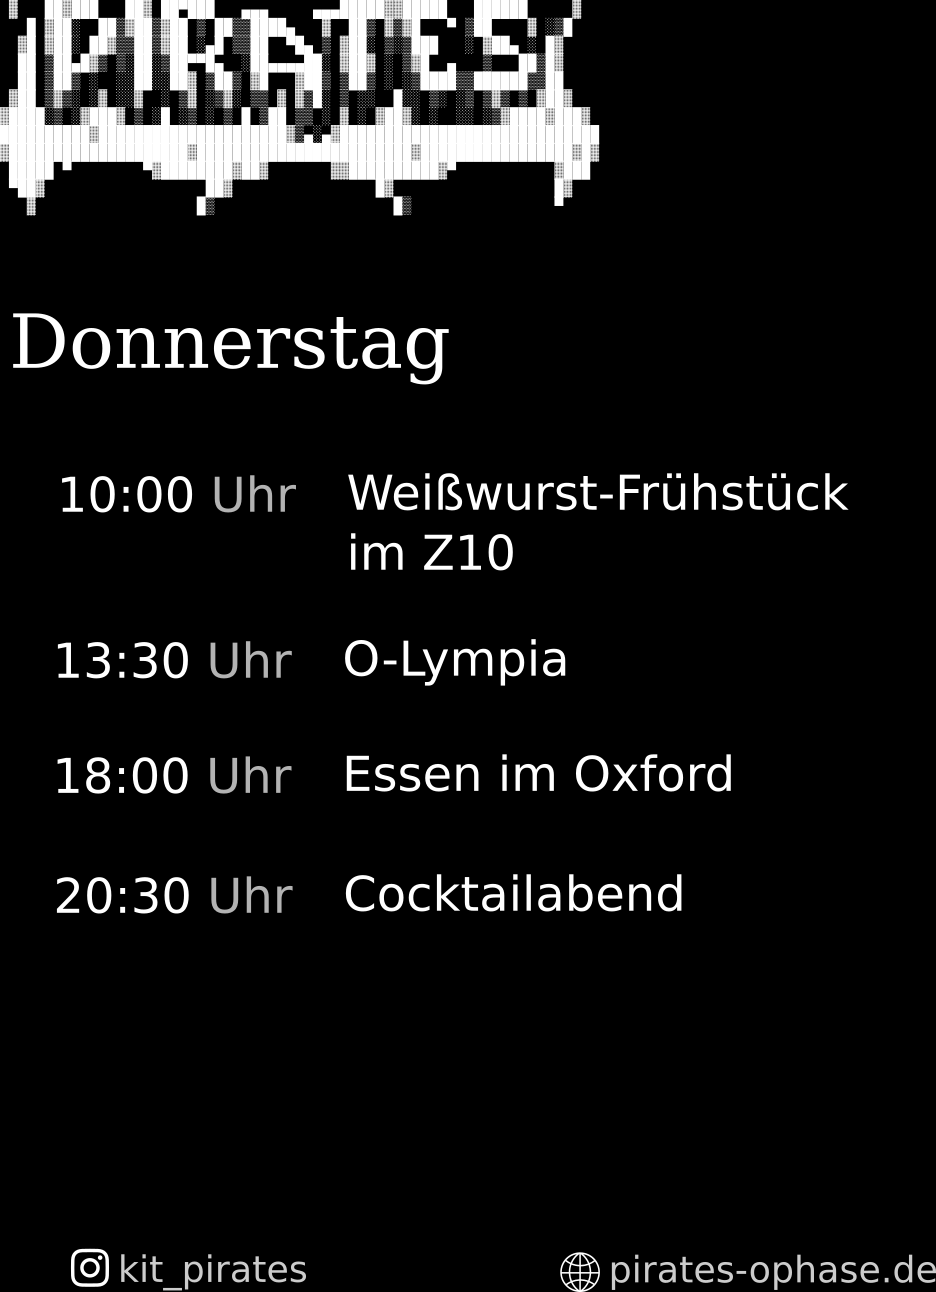 PIRATES
Donnerstag
10:00 Uhr Weißwurst-Frühstück
im Z10
13:30 Uhr O-Lympia
18:00 Uhr Essen im Oxford
20:30 Uhr Cocktailabend
kit_pirates pirates-ophase.de